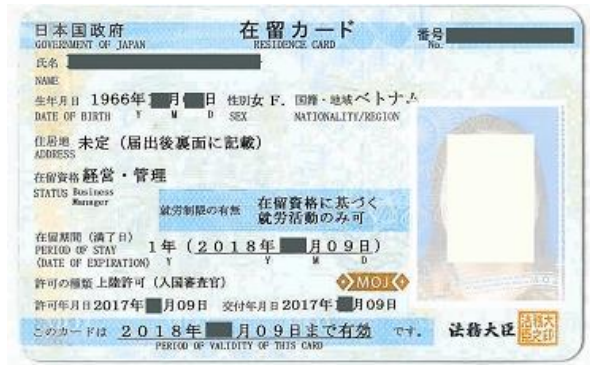 日本国政府 在留カード 番号
GOVERNMENT OF JAPAN RESIDENCE CARD No.
氏名
NAME
生年月日 1966年 月 日 性別 女 F. 国籍・地域 ベトナム
DATE OF BIRTH Y M D SEX NATIONALITY/REGION
住居地 未定（届出後裏面に記載）
ADDRESS
在留資格 経営・管理
STATUS Business Manager
就労制限の有無 在留資格に基づく
就労活動のみ可
在留期間（満了日） 1年（2018年 月09日）
PERIOD OF STAY
(DATE OF EXPIRATION) Y Y M D
許可の種類 上陸許可（入国審査官） MOJ
許可年月日 2017年 月09日 交付年月日 2017年 月09日
このカードは 2018年 月09日まで有効 です。 法務大臣
PERIOD OF VALIDITY OF THIS CARD